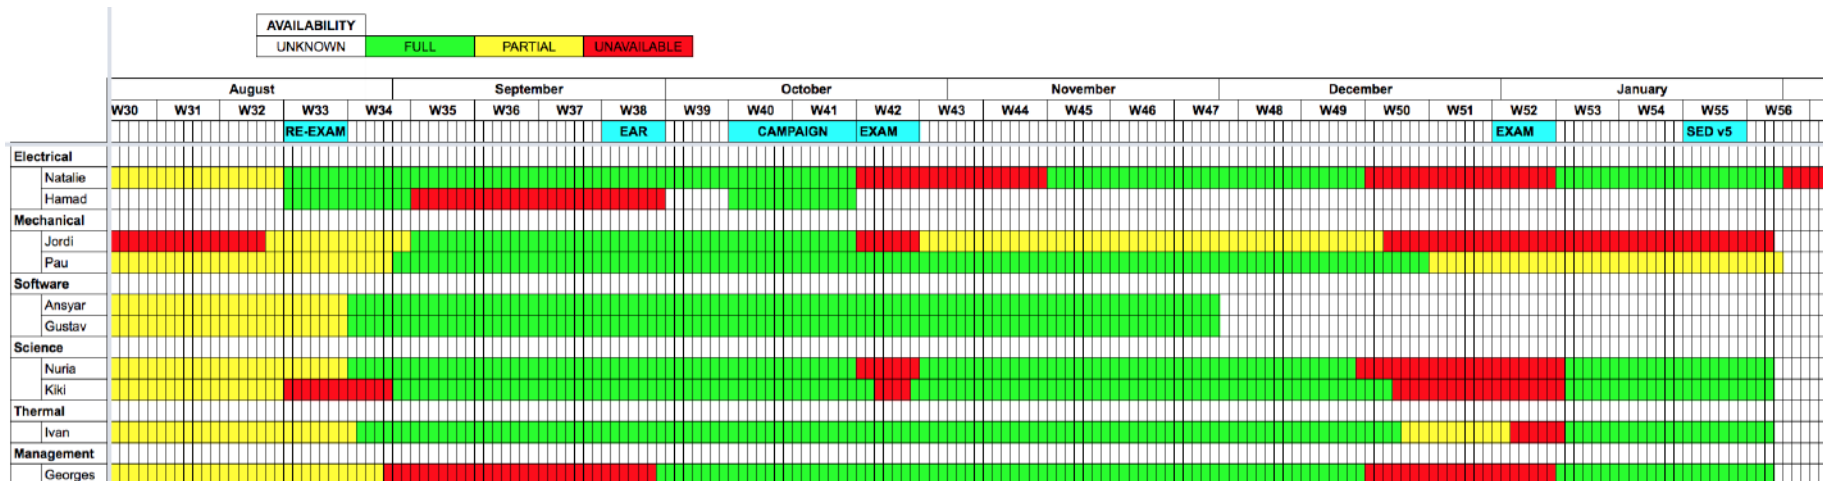 AVAILABILITY
UNKNOWN FULL PARTIAL UNAVAILABLE
August September October November December January
W30 W31 W32 W33 W34 W35 W36 W37 W38 W39 W40 W41 W42 W43 W44 W45 W46 W47 W48 W49 W50 W51 W52 W53 W54 W55 W56
RE-EXAM EAR CAMPAIGN EXAM EXAM SED v5
Electrical
Natalie
Hamad
Mechanical
Jordi
Pau
Software
Ansyar
Gustav
Science
Nuria
Kiki
Thermal
Ivan
Management
Georges